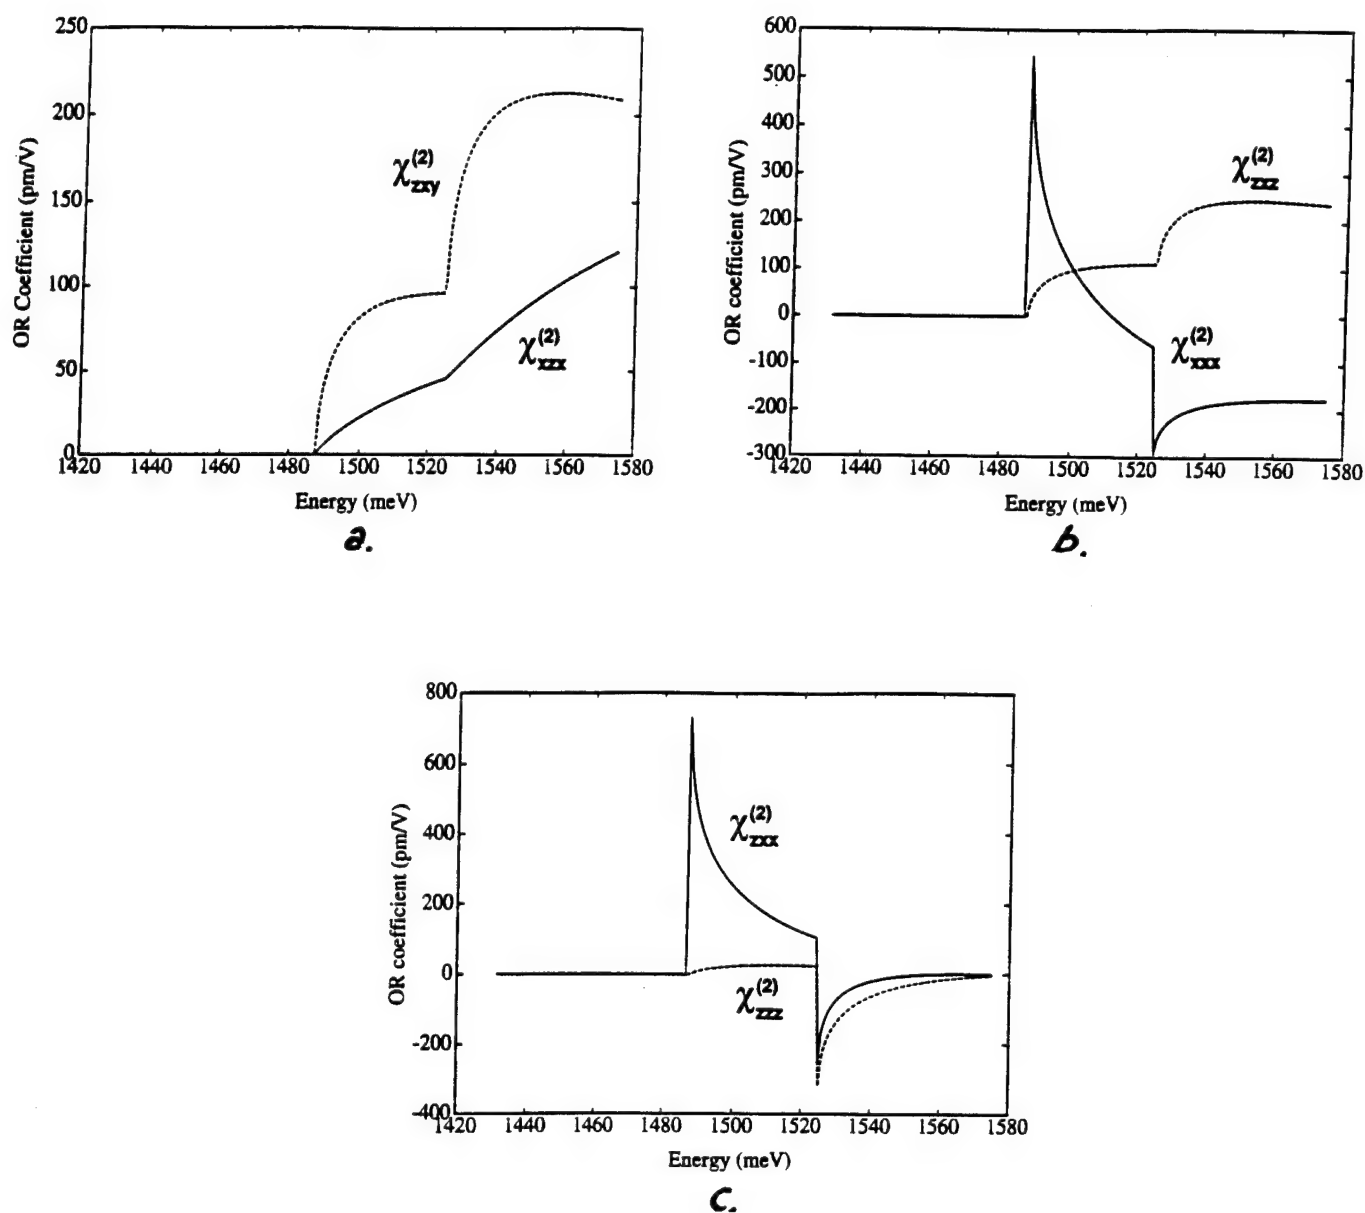 250
200
150
100
50
0
OR Coefficient (pm/V)
χ(2)zxy
χ(2)xzx
1420 1440 1460 1480 1500 1520 1540 1560 1580
Energy (meV)
a.
600
500
400
300
200
100
0
-100
-200
-300
OR coefficient (pm/V)
χ(2)zxz
χ(2)xxx
1420 1440 1460 1480 1500 1520 1540 1560 1580
Energy (meV)
b.
800
600
400
200
0
-200
-400
OR coefficient (pm/V)
χ(2)zxx
χ(2)zzz
1420 1440 1460 1480 1500 1520 1540 1560 1580
Energy (meV)
c.